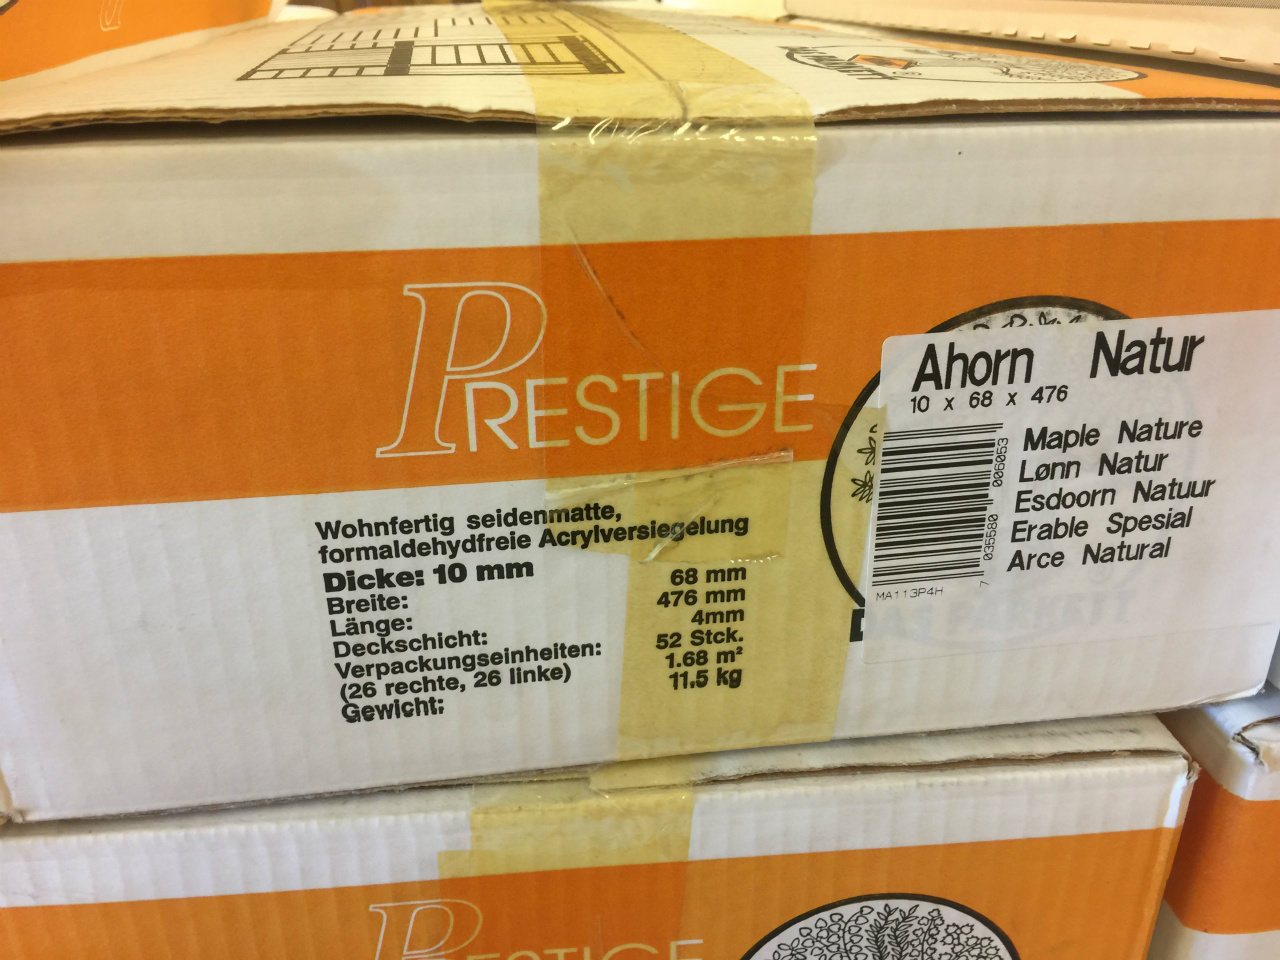 PRESTIGE
Wohnfertig seidenmatte,
formaldehydfreie Acrylversiegelung
Dicke: 10 mm
Breite: 68 mm
Länge: 476 mm
Deckschicht: 4mm
Verpackungseinheiten: 52 Stck.
(26 rechte, 26 linke) 1.68 m²
Gewicht: 11.5 kg
Ahorn Natur
10 x 68 x 476
Maple Nature
Lønn Natur
Esdoorn Natuur
Erable Spesial
Arce Natural
7 035580 006053
MA113P4H
PRESTIGE